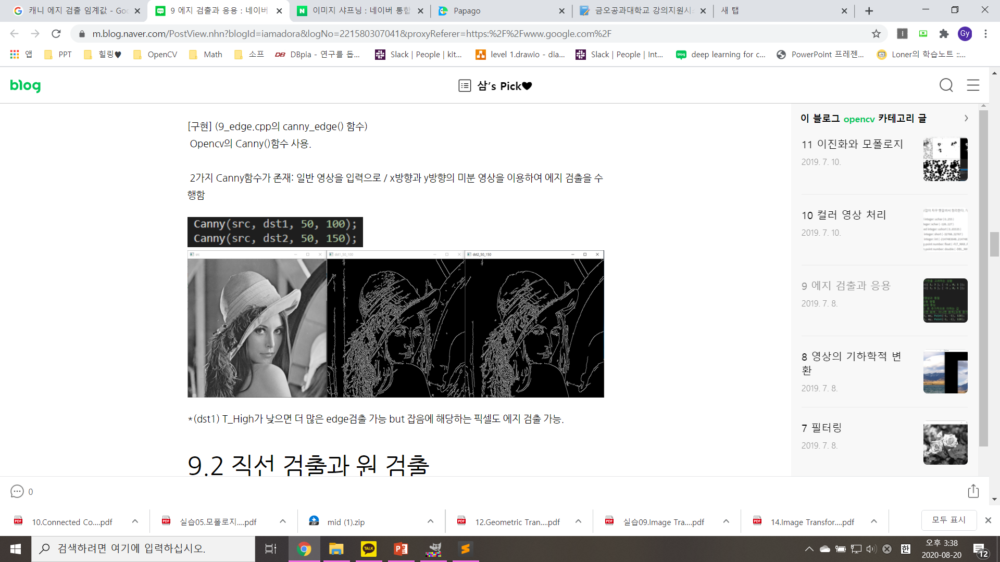 캐니 에지 검출 임계값 - Goo
9 에지 검출과 응용 : 네이버
이미지 샤프닝 : 네이버 통합
Papago
금오공과대학교 강의지원시스
새 탭
m.blog.naver.com/PostView.nhn?blogId=iamadora&logNo=221580307041&proxyReferer=https:%2F%2Fwww.google.com%2F
Gy
앱
PPT
힐링♥
OpenCV
Math
소프
DBpia - 연구를 돕...
Slack | People | kit...
level 1.drawio - dia...
Slack | People | Int...
deep learning for c...
PowerPoint 프레젠...
Loner의 학습노트 ::...
blog
삼's Pick♥
[구현] (9_edge.cpp의 canny_edge() 함수)
Opencv의 Canny()함수 사용.
2가지 Canny함수가 존재: 일반 영상을 입력으로 / x방향과 y방향의 미분 영상을 이용하여 에지 검출을 수
행함
Canny(src, dst1, 50, 100);
Canny(src, dst2, 50, 150);
src
dst1_50_100
dst2_50_150
*(dst1) T_High가 낮으면 더 많은 edge검출 가능 but 잡음에 해당하는 픽셀도 에지 검출 가능.
9.2 직선 검출과 원 검출
이 블로그 opencv 카테고리 글
11 이진화와 모폴로지
2019. 7. 10.
10 컬러 영상 처리
2019. 7. 10.
9 에지 검출과 응용
2019. 7. 8.
8 영상의 기하학적 변
환
2019. 7. 8.
7 필터링
2019. 7. 8.
0
10.Connected Co....pdf
실습05.모폴로지....pdf
mid (1).zip
12.Geometric Tran....pdf
실습09.Image Tra....pdf
14.Image Transfor....pdf
모두 표시
검색하려면 여기에 입력하십시오.
TALK
한
오후 3:38
2020-08-20
12